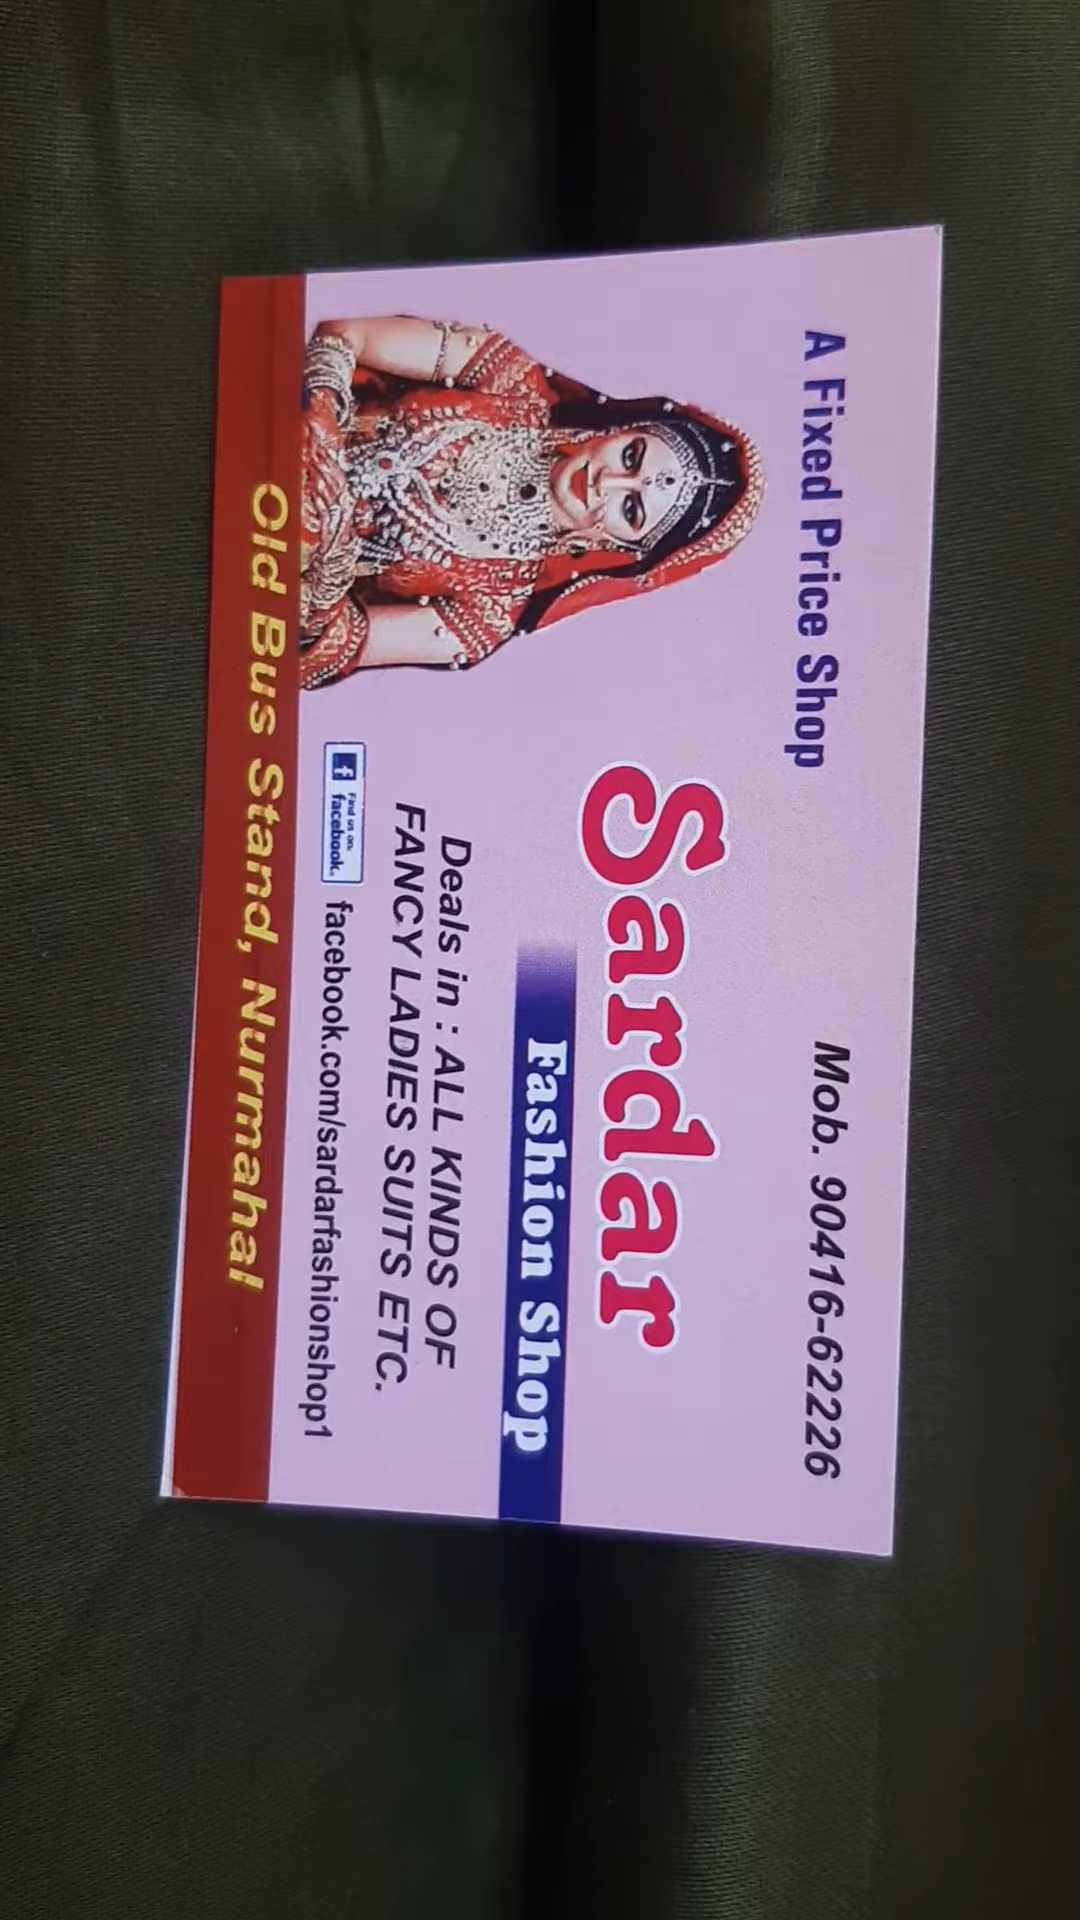 A Fixed Price Shop
Mob. 90416-62226
Sardar
Fashion Shop
Deals in : ALL KINDS OF
FANCY LADIES SUITS ETC.
Find us on:
facebook.
facebook.com/sardarfashionshop1
Old Bus Stand, Nurmahal